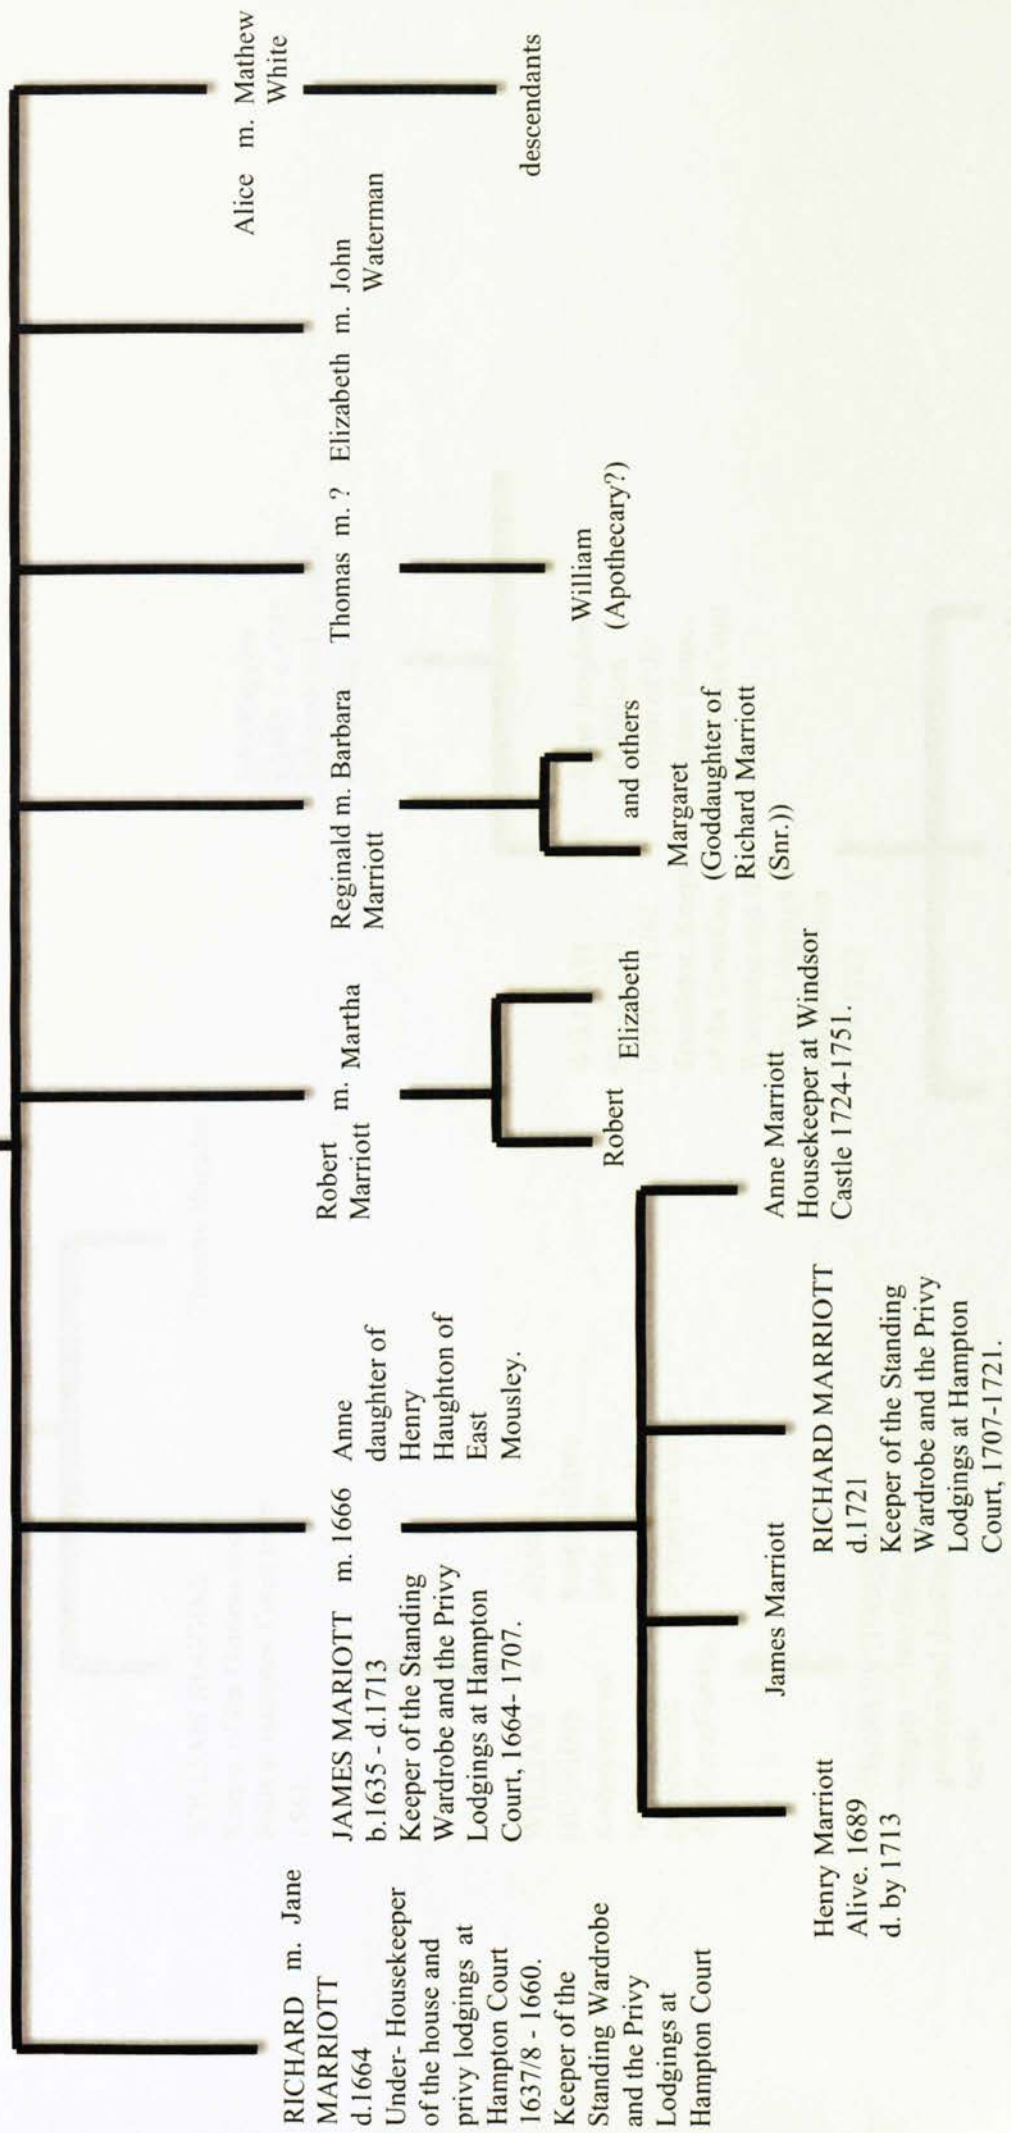 RICHARD m. Jane
MARRIOTT
d.1664
Under- Housekeeper
of the house and
privy lodgings at
Hampton Court
1637/8 - 1660.
Keeper of the
Standing Wardrobe
and the Privy
Lodgings at
Hampton Court
JAMES MARIOTT m. 1666 Anne
b.1635 - d.1713
Keeper of the Standing
Wardrobe and the Privy
Lodgings at Hampton
Court, 1664- 1707.
daughter of
Henry
Haughton of
East
Mousley.
Robert
Marriott m. Martha
Reginald m. Barbara
Marriott
Thomas m. ?
Elizabeth m. John
Waterman
Alice m. Mathew
White
Henry Marriott
Alive. 1689
d. by 1713
James Marriott
RICHARD MARRIOTT
d.1721
Keeper of the Standing
Wardrobe and the Privy
Lodgings at Hampton
Court, 1707-1721.
Anne Marriott
Housekeeper at Windsor
Castle 1724-1751.
Robert
Elizabeth
Margaret
(Goddaughter of
Richard Marriott
(Snr.))
and others
William
(Apothecary?)
descendants